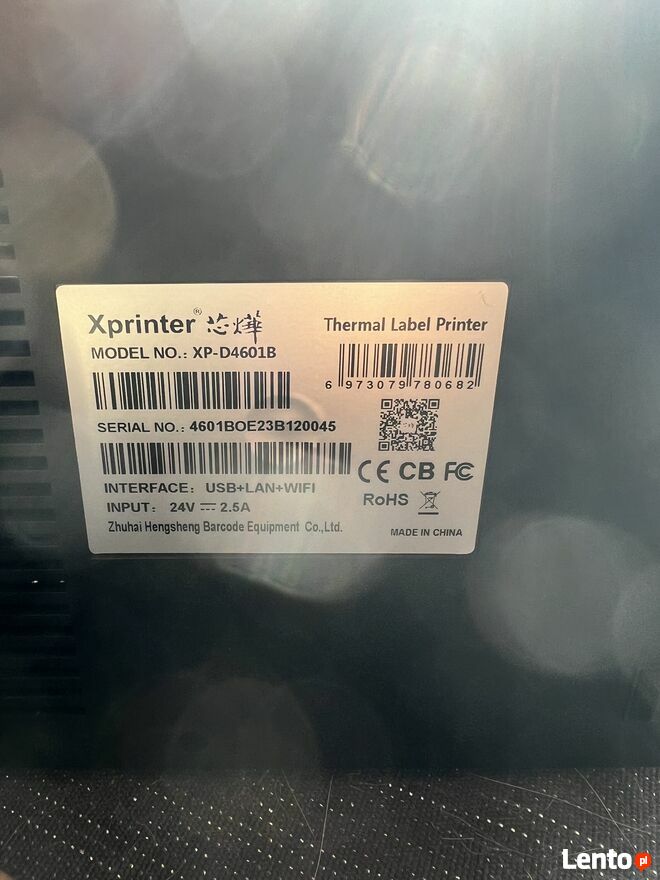 Xprinter® 芯烨
Thermal Label Printer
MODEL NO.: XP-D4601B
6 973079 780682
SERIAL NO.: 4601BOE23B120045
CE CB FC
INTERFACE: USB+LAN+WIFI
RoHS
INPUT: 24V 2.5A
Zhuhai Hengsheng Barcode Equipment Co.,Ltd.
MADE IN CHINA
Lento.pl